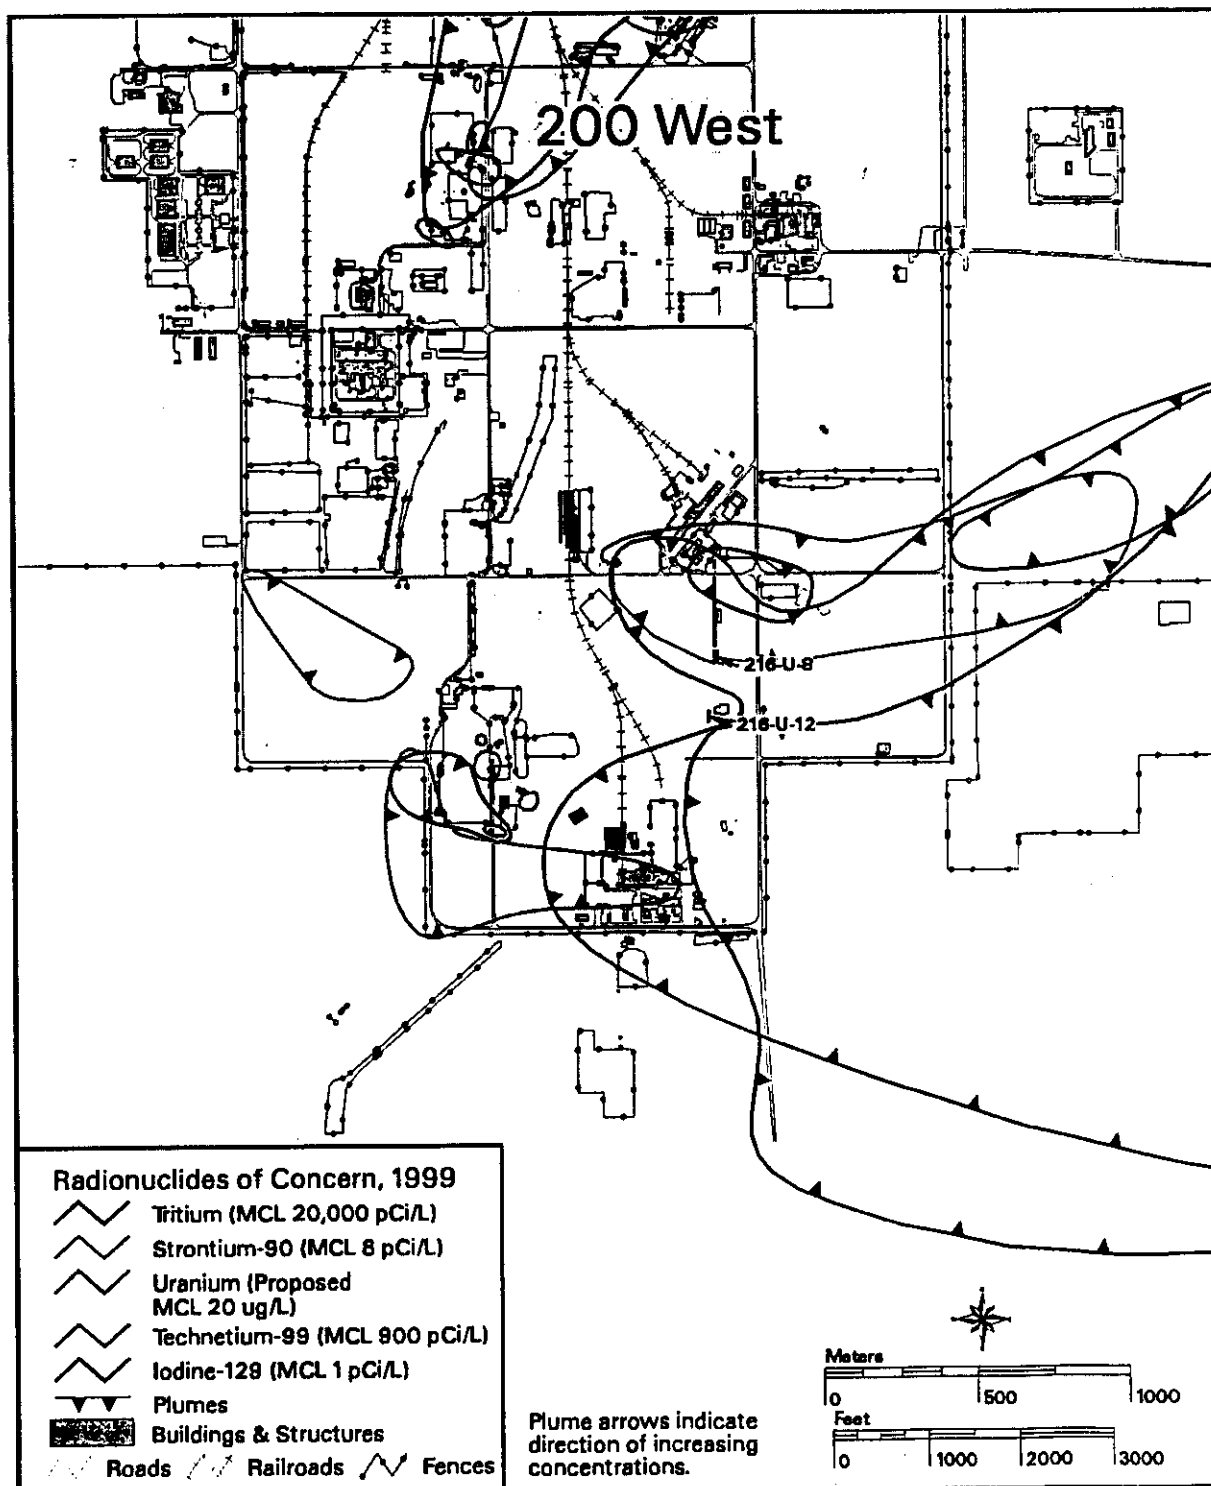 200 West
216-U-8
216-U-12
Radionuclides of Concern, 1999
Tritium (MCL 20,000 pCi/L)
Strontium-90 (MCL 8 pCi/L)
Uranium (Proposed
MCL 20 ug/L)
Technetium-99 (MCL 900 pCi/L)
Iodine-129 (MCL 1 pCi/L)
Plumes
Buildings & Structures
Roads Railroads Fences
Plume arrows indicate
direction of increasing
concentrations.
Meters
0 500 1000
Feet
0 1000 2000 3000